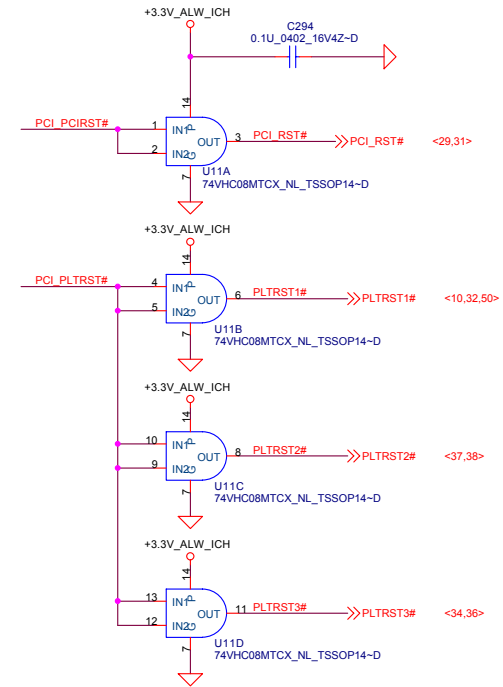 +3.3V_ALW_ICH
C294
0.1U_0402_16V4Z~D
14
PCI_PCIRST#
1
IN1
P
OUT
3
PCI_RST#
PCI_RST#
<29,31>
2
IN2
G
7
U11A
74VHC08MTCX_NL_TSSOP14~D
+3.3V_ALW_ICH
14
PCI_PLTRST#
4
IN1
P
OUT
6
PLTRST1#
PLTRST1#
<10,32,50>
5
IN2
G
7
U11B
74VHC08MTCX_NL_TSSOP14~D
+3.3V_ALW_ICH
14
10
IN1
P
OUT
8
PLTRST2#
PLTRST2#
<37,38>
9
IN2
G
7
U11C
74VHC08MTCX_NL_TSSOP14~D
+3.3V_ALW_ICH
14
13
IN1
P
OUT
11
PLTRST3#
PLTRST3#
<34,36>
12
IN2
G
7
U11D
74VHC08MTCX_NL_TSSOP14~D